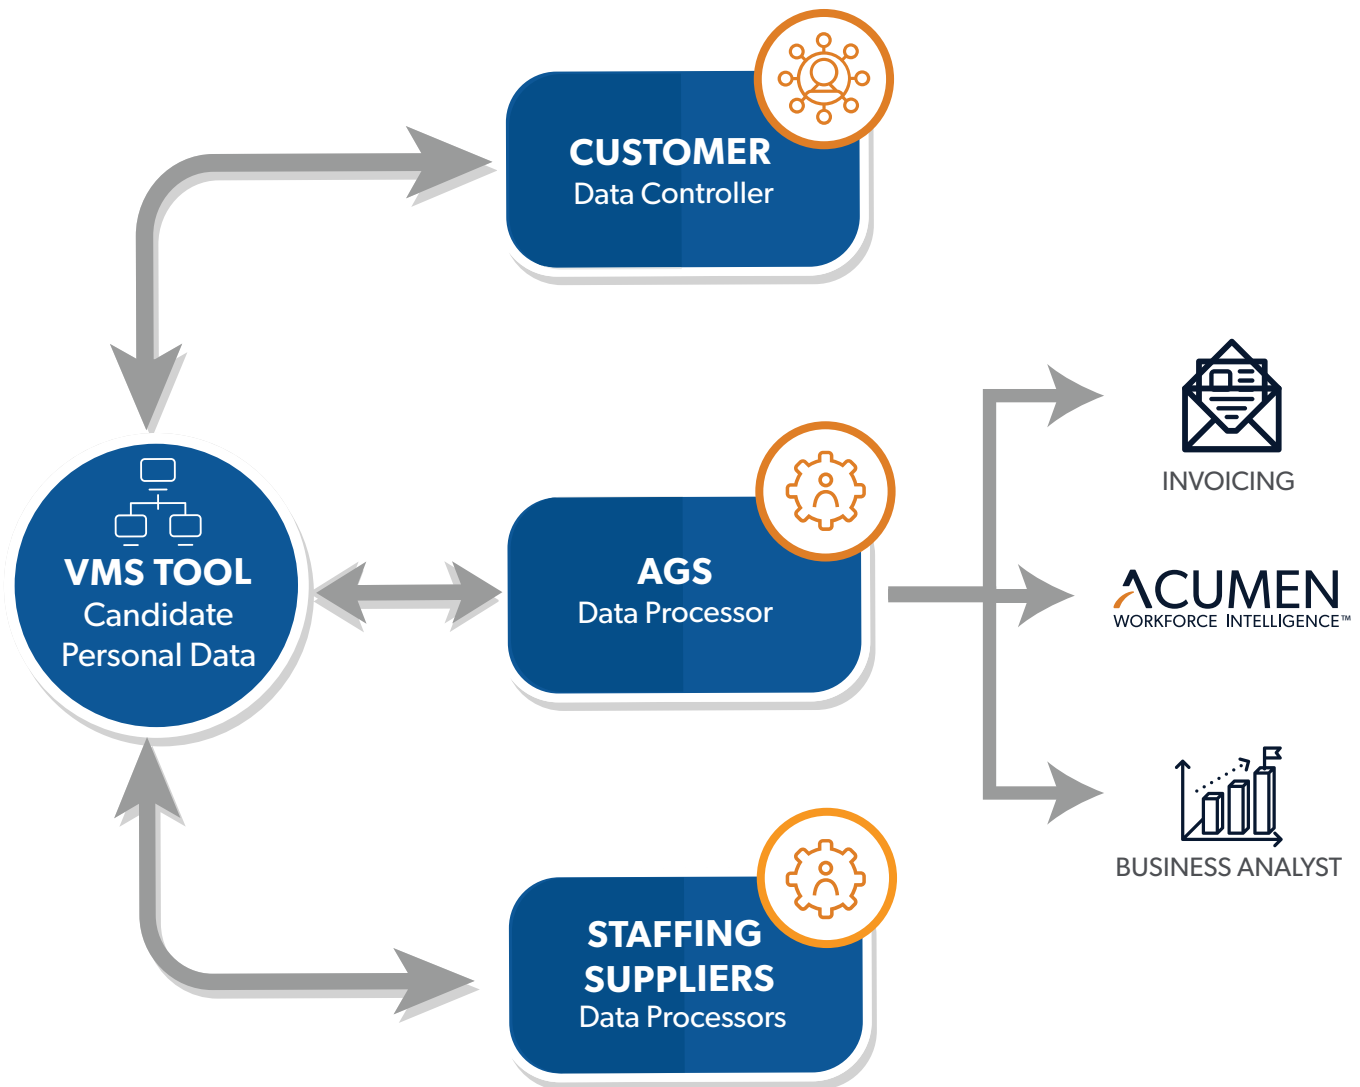 CUSTOMER
Data Controller
VMS TOOL
Candidate
Personal Data
AGS
Data Processor
STAFFING
SUPPLIERS
Data Processors
INVOICING
ACUMEN
WORKFORCE INTELLIGENCE™
BUSINESS ANALYST